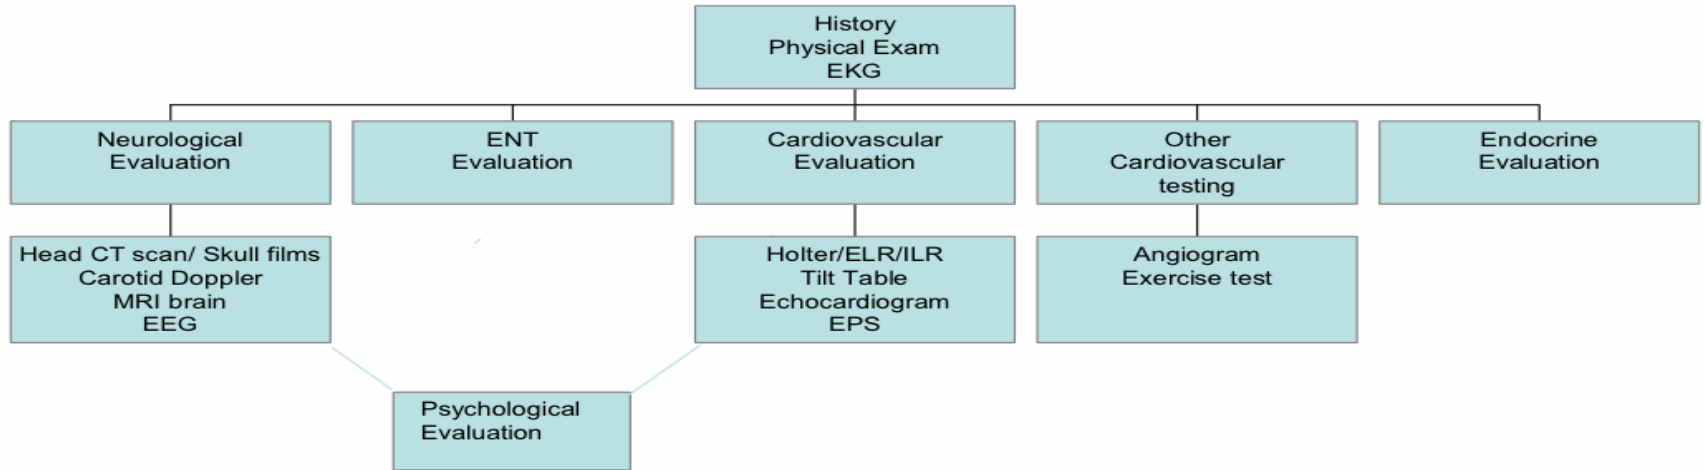 History
Physical Exam
EKG
Neurological
Evaluation
ENT
Evaluation
Cardiovascular
Evaluation
Other
Cardiovascular
testing
Endocrine
Evaluation
Head CT scan/ Skull films
Carotid Doppler
MRI brain
EEG
Holter/ELR/ILR
Tilt Table
Echocardiogram
EPS
Angiogram
Exercise test
Psychological
Evaluation